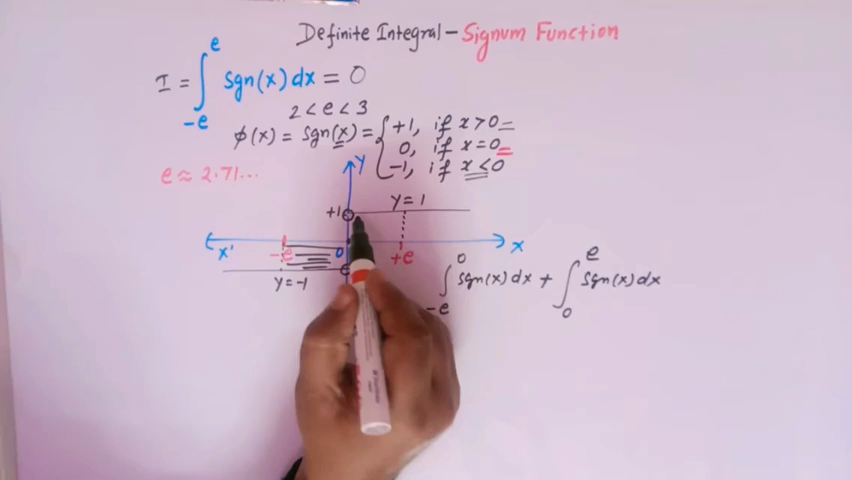 Definite Integral - Signum Function
I = ∫_{-e}^{e} sgn(x) dx = 0
2 < e < 3
φ(x) = sgn(x) = { +1, if x > 0
0, if x = 0
-1, if x < 0
e ≈ 2.71...
Y
+1
y = 1
X'
-e
0
+e
X
y = -1
∫_{-e}^{0} sgn(x) dx + ∫_{0}^{e} sgn(x) dx